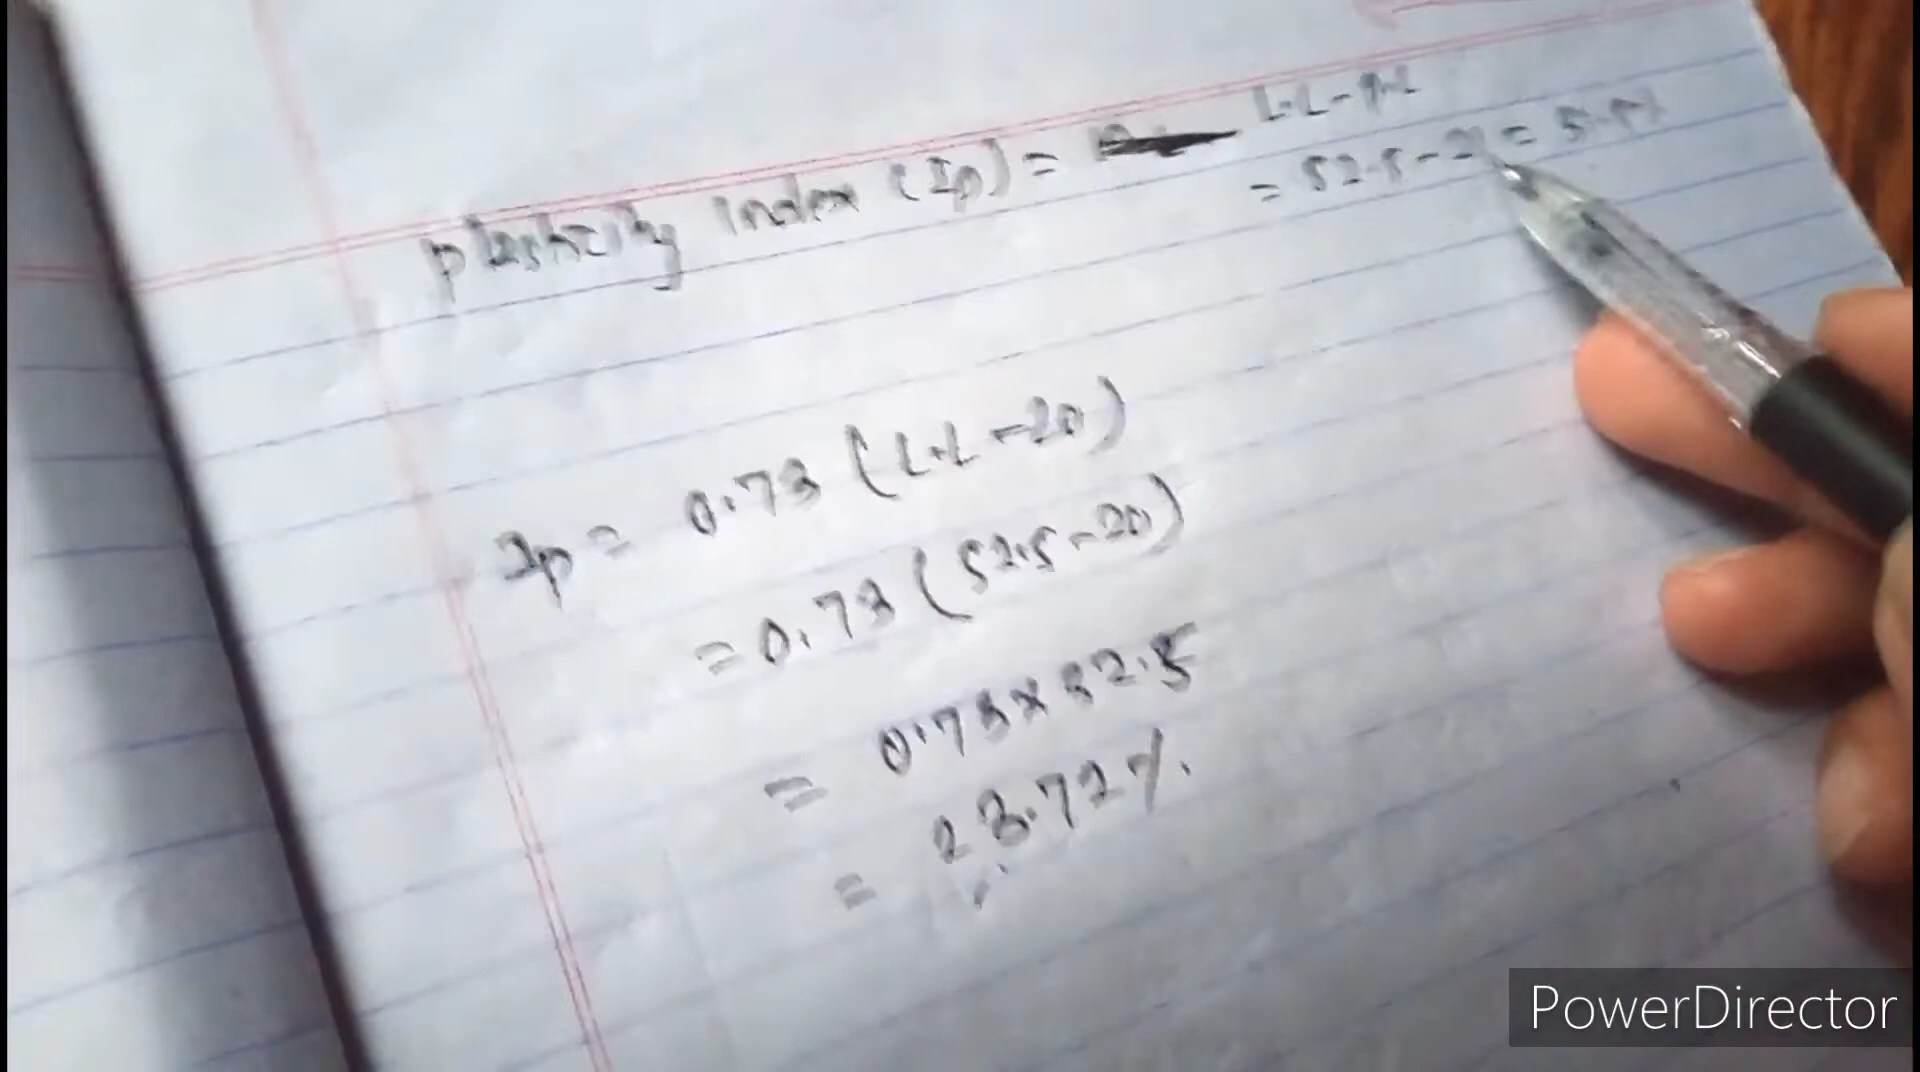 Plasticity index (Ip) = L.L - P.L
= 52.5 - 21 = 31.5%
Ip = 0.73 (L.L - 20)
= 0.73 (52.5 - 20)
= 0.73 x 32.5
= 23.72%.
PowerDirector